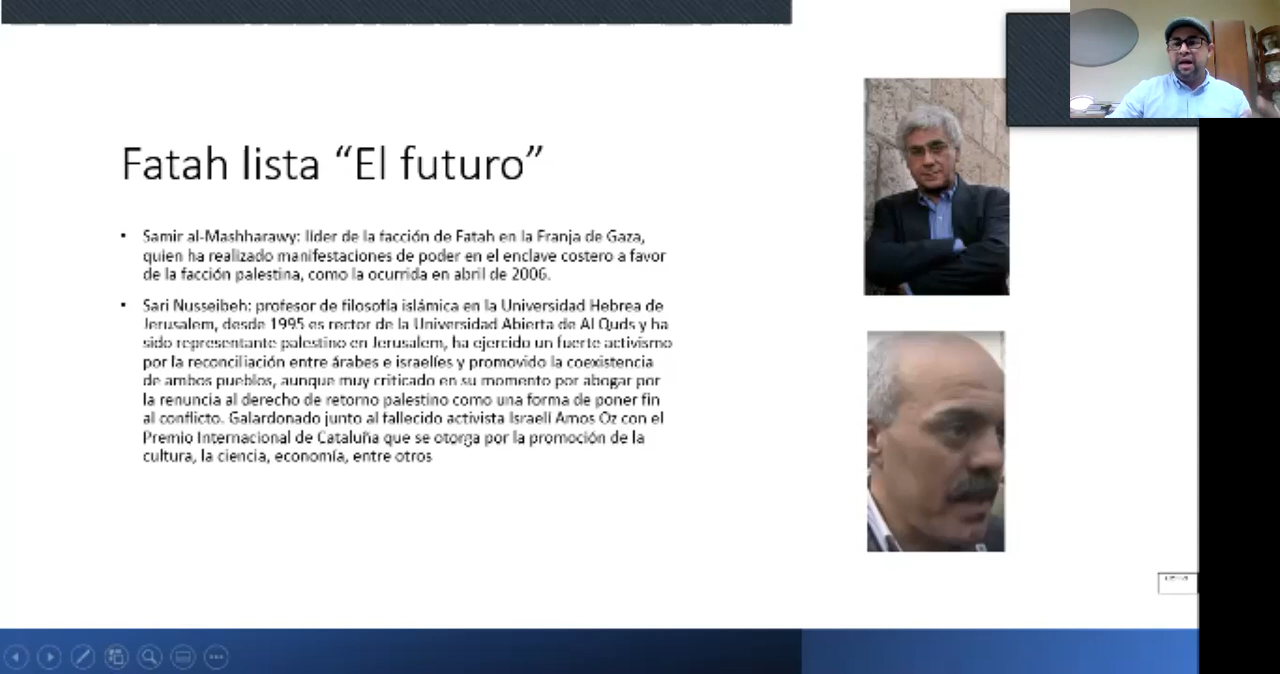 Fatah lista “El futuro”
• Samir al-Mashharawy: líder de la facción de Fatah en la Franja de Gaza,
quien ha realizado manifestaciones de poder en el enclave costero a favor
de la facción palestina, como la ocurrida en abril de 2006.
• Sari Nusseibeh: profesor de filosofía islámica en la Universidad Hebrea de
Jerusalem, desde 1995 es rector de la Universidad Abierta de Al Quds y ha
sido representante palestino en Jerusalem, ha ejercido un fuerte activismo
por la reconciliación entre árabes e israelíes y promovido la coexistencia
de ambos pueblos, aunque muy criticado en su momento por abogar por
la renuncia al derecho de retorno palestino como una forma de poner fin
al conflicto. Galardonado junto al fallecido activista Israelí Amos Oz con el
Premio Internacional de Cataluña que se otorga por la promoción de la
cultura, la ciencia, economía, entre otros